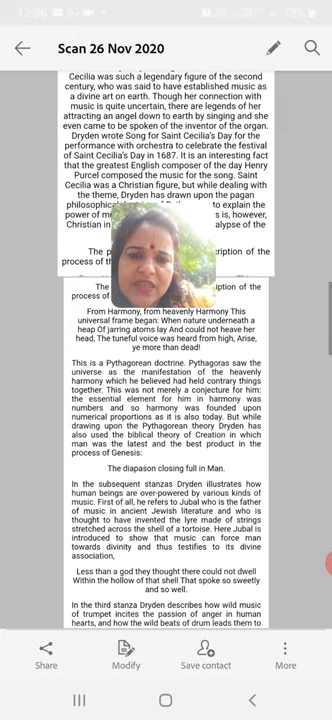 12:36
73%
Scan 26 Nov 2020
Cecilia was such a legendary figure of the second
century, who was said to have established music as
a divine art on earth. Though her connection with
music is quite uncertain, there are legends of her
attracting an angel down to earth by singing and she
even came to be spoken of the inventor of the organ.
Dryden wrote Song for Saint Cecilia's Day for the
performance with orchestra to celebrate the festival
of Saint Cecilia's Day in 1687. It is an interesting fact
that the greatest English composer of the day Henry
Purcel composed the music for the song. Saint
Cecilia was a Christian figure, but while dealing with
the theme, Dryden has drawn upon the pagan
philosophical to explain the
power of is, however,
Christian in alypse of the
The cription of the
process of th
The iption of the
process of
From Harmony, from heavenly Harmony This
universal frame began: When nature underneath a
heap Of jarring atoms lay And could not heave her
head, The tuneful voice was heard from high, Arise,
ye more than dead!
This is a Pythagorean doctrine. Pythagoras saw the
universe as the manifestation of the heavenly
harmony which he believed had held contrary things
together. This was not merely a conjecture for him:
the essential element for him in harmony was
numbers and so harmony was founded upon
numerical proportions as it is also today. But while
drawing upon the Pythagorean theory Dryden has
also used the biblical theory of Creation in which
man was the latest and the best product in the
process of Genesis:
The diapason closing full in Man.
In the subsequent stanzas Dryden illustrates how
human beings are over-powered by various kinds of
music. First of all, he refers to Jubal who is the father
of music in ancient Jewish literature and who is
thought to have invented the lyre made of strings
stretched across the shell of a tortoise. Here Jubal is
introduced to show that music can force man
towards divinity and thus testifies to its divine
association,
Less than a god they thought there could not dwell
Within the hollow of that shell That spoke so sweetly
and so well.
In the third stanza Dryden describes how wild music
of trumpet incites the passion of anger in human
hearts, and how the wild beats of drum leads them to
Share
Modify
Save contact
More